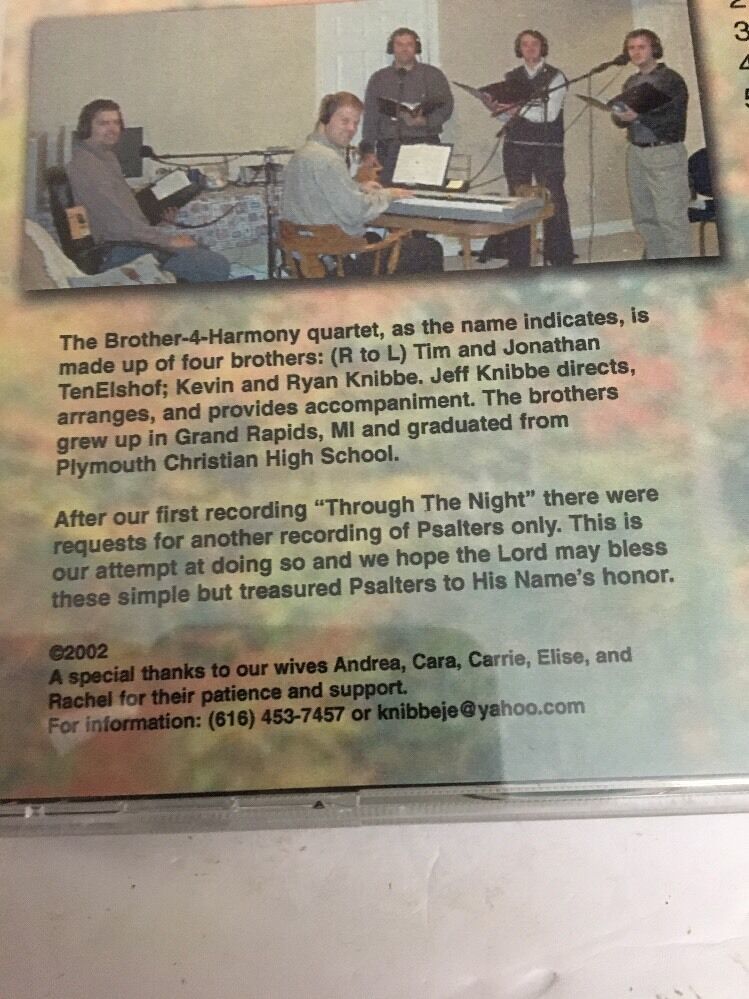 2
3
4
5
The Brother-4-Harmony quartet, as the name indicates, is
made up of four brothers: (R to L) Tim and Jonathan
TenElshof; Kevin and Ryan Knibbe. Jeff Knibbe directs,
arranges, and provides accompaniment. The brothers
grew up in Grand Rapids, MI and graduated from
Plymouth Christian High School.
After our first recording “Through The Night” there were
requests for another recording of Psalters only. This is
our attempt at doing so and we hope the Lord may bless
these simple but treasured Psalters to His Name's honor.
©2002
A special thanks to our wives Andrea, Cara, Carrie, Elise, and
Rachel for their patience and support.
For information: (616) 453-7457 or knibbeje@yahoo.com